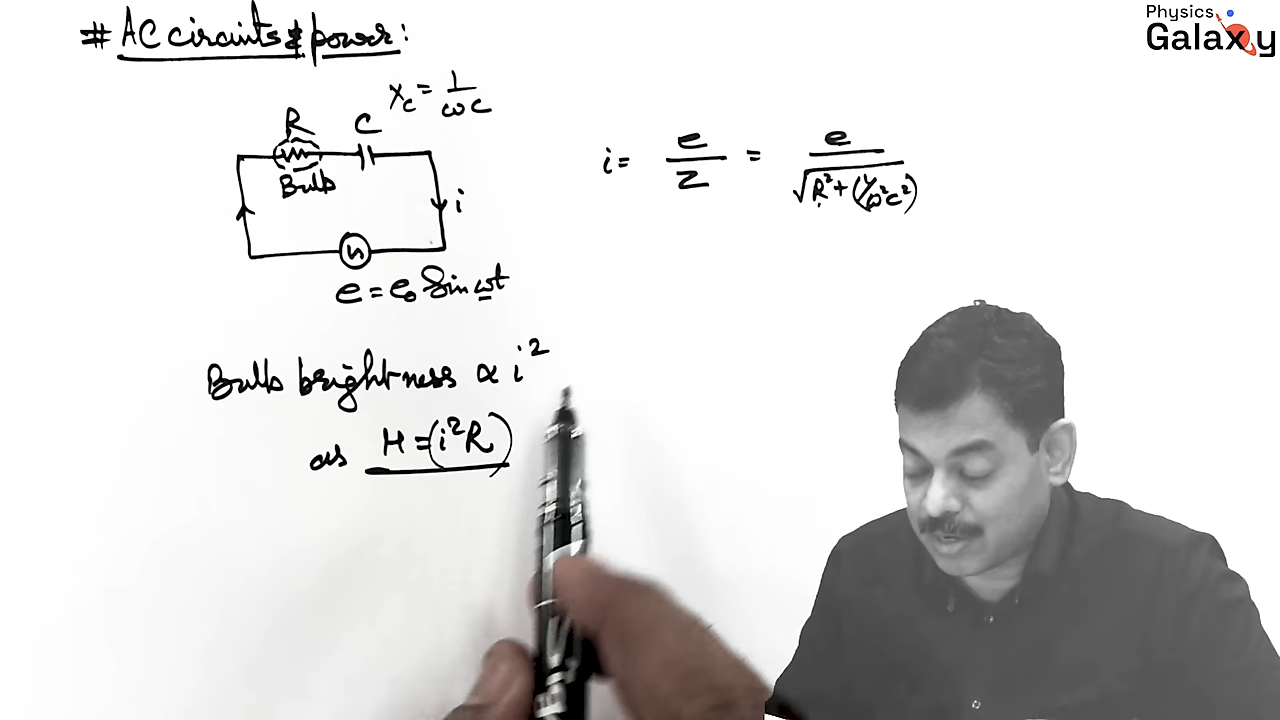 # AC circuits & power:
Xc = 1/ωC
R
C
Bulb
i
e = e₀ Sin ωt
i = e/Z = e/√R² + (1/ω²c²)
Bulb brightness ∝ i²
as H = (i²R)
Physics
Galaxy